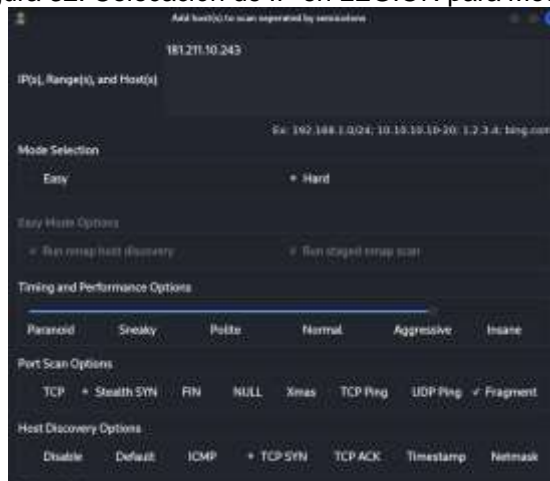 Add host(s) to scan seperated by semicolons
181.211.10.243
IP(s), Range(s), and Host(s)
Ex: 192.168.1.0/24; 10.10.10.10-20; 1.2.3.4; bing.com
Mode Selection
Easy Hard
Easy Mode Options
Run nmap host discovery Run staged nmap scan
Timing and Performance Options
Paranoid Sneaky Polite Normal Aggressive Insane
Port Scan Options
TCP Stealth SYN FIN NULL Xmas TCP Ping UDP Ping ✓ Fragment
Host Discovery Options
Disable Default ICMP TCP SYN TCP ACK Timestamp Netmask